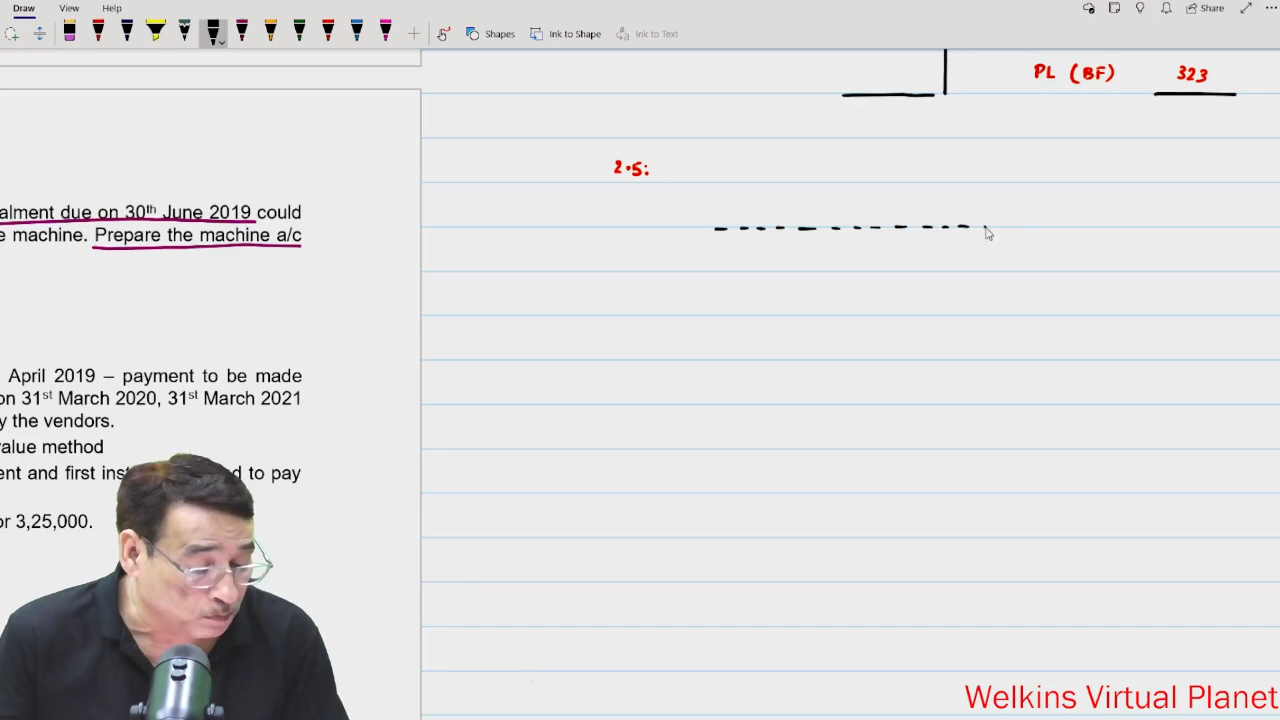 Draw View Help
Share
Shapes Ink to Shape Ink to Text
PL (BF) 323
2.5:
alment due on 30th June 2019 could
e machine. Prepare the machine a/c
April 2019 – payment to be made
on 31st March 2020, 31st March 2021
y the vendors.
value method
ent and first inst d to pay
or 3,25,000.
Welkins Virtual Planet